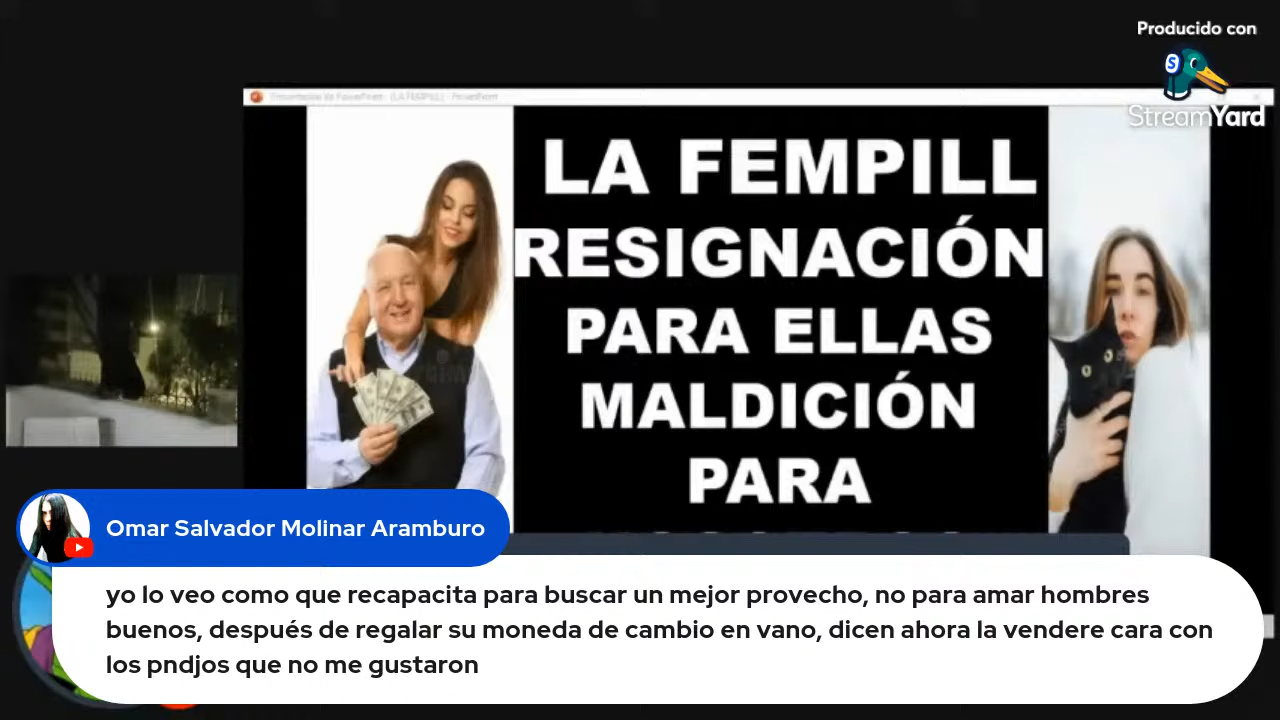 Producido con
StreamYard
LA FEMPILL
RESIGNACIÓN
PARA ELLAS
MALDICIÓN
PARA
Omar Salvador Molinar Aramburo
yo lo veo como que recapacita para buscar un mejor provecho, no para amar hombres
buenos, después de regalar su moneda de cambio en vano, dicen ahora la vendere cara con
los pndjos que no me gustaron